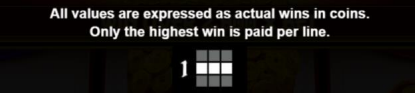 All values are expressed as actual wins in coins.
Only the highest win is paid per line.
1